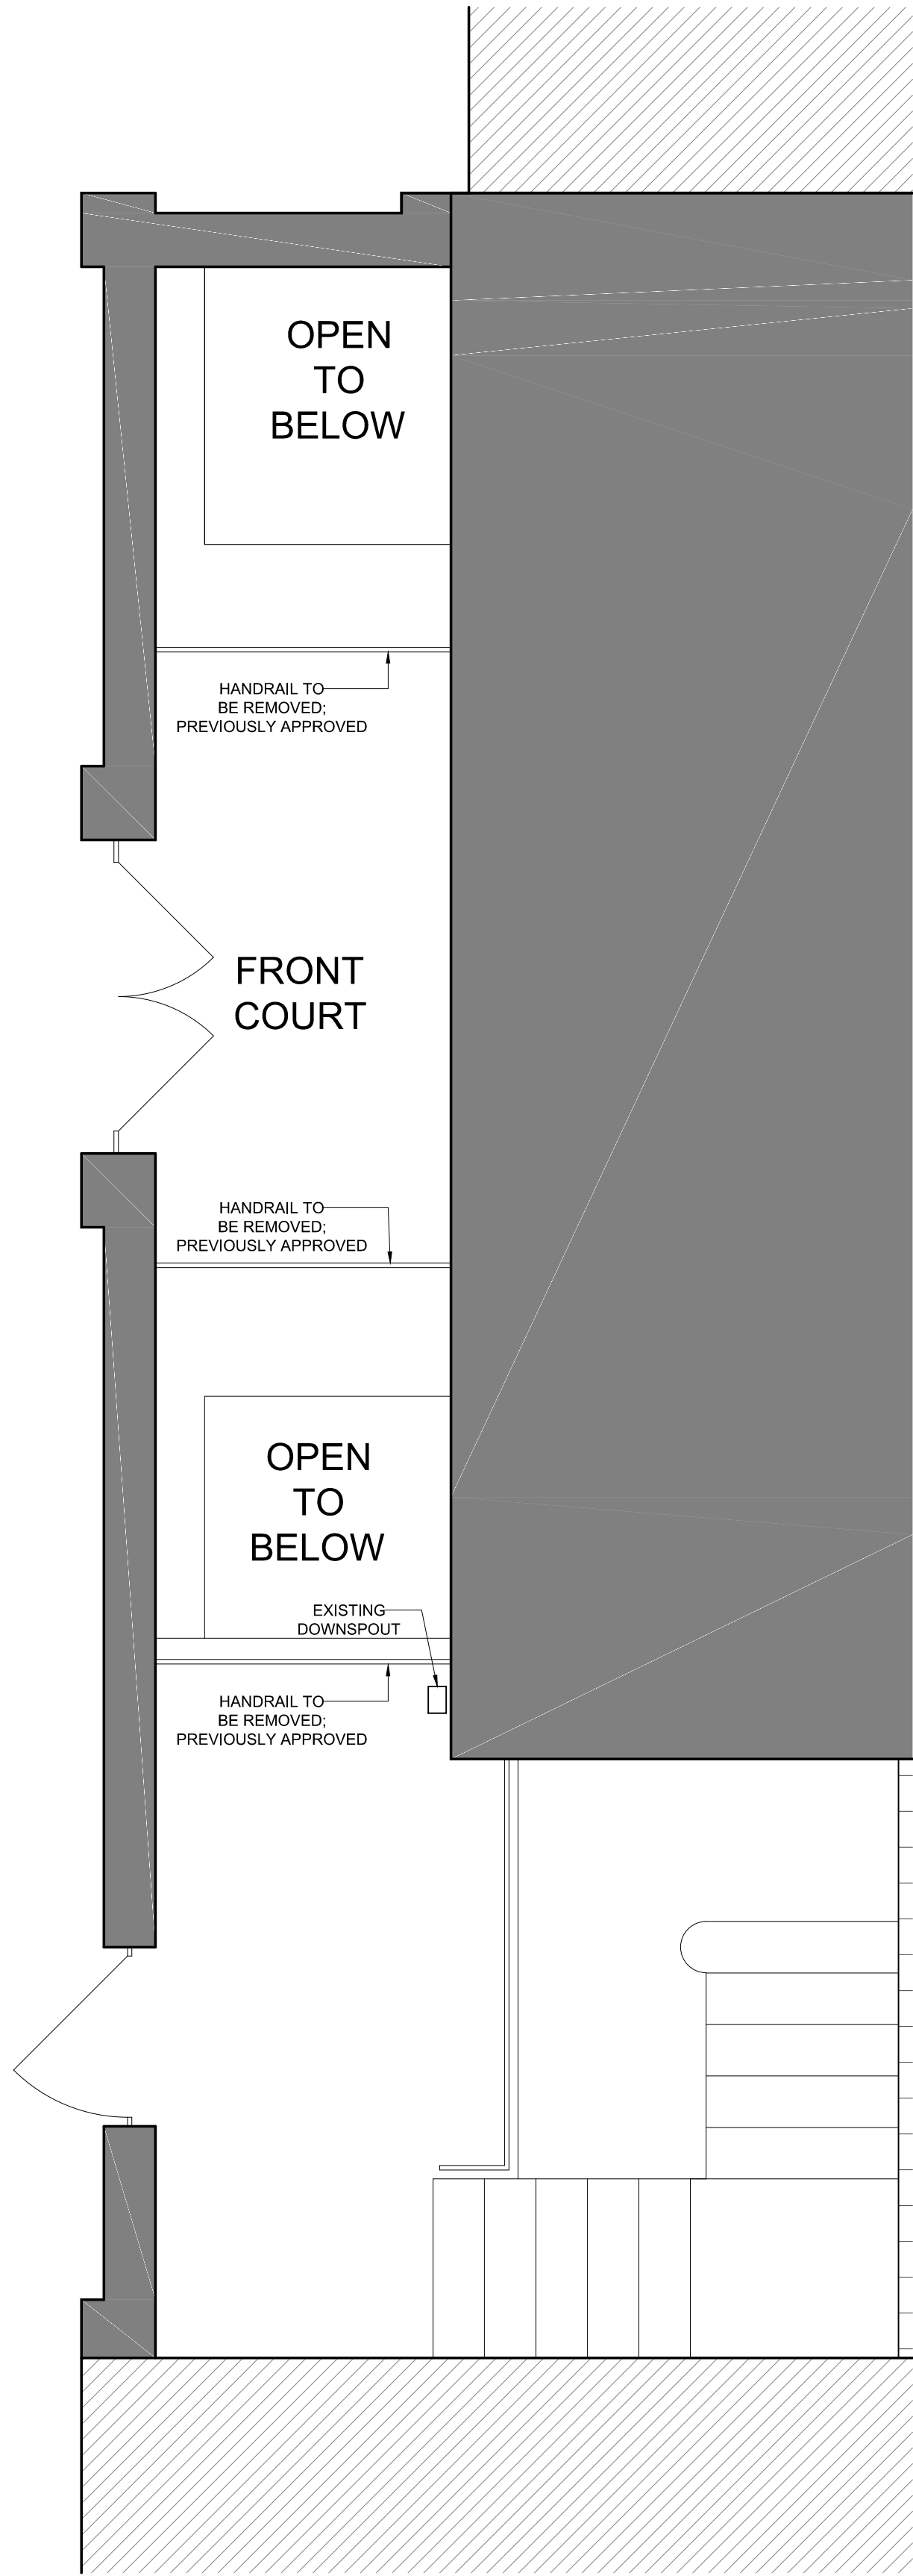 OPEN
TO
BELOW
HANDRAIL TO
BE REMOVED;
PREVIOUSLY APPROVED
FRONT
COURT
HANDRAIL TO
BE REMOVED;
PREVIOUSLY APPROVED
OPEN
TO
BELOW
EXISTING
DOWNSPOUT
HANDRAIL TO
BE REMOVED;
PREVIOUSLY APPROVED